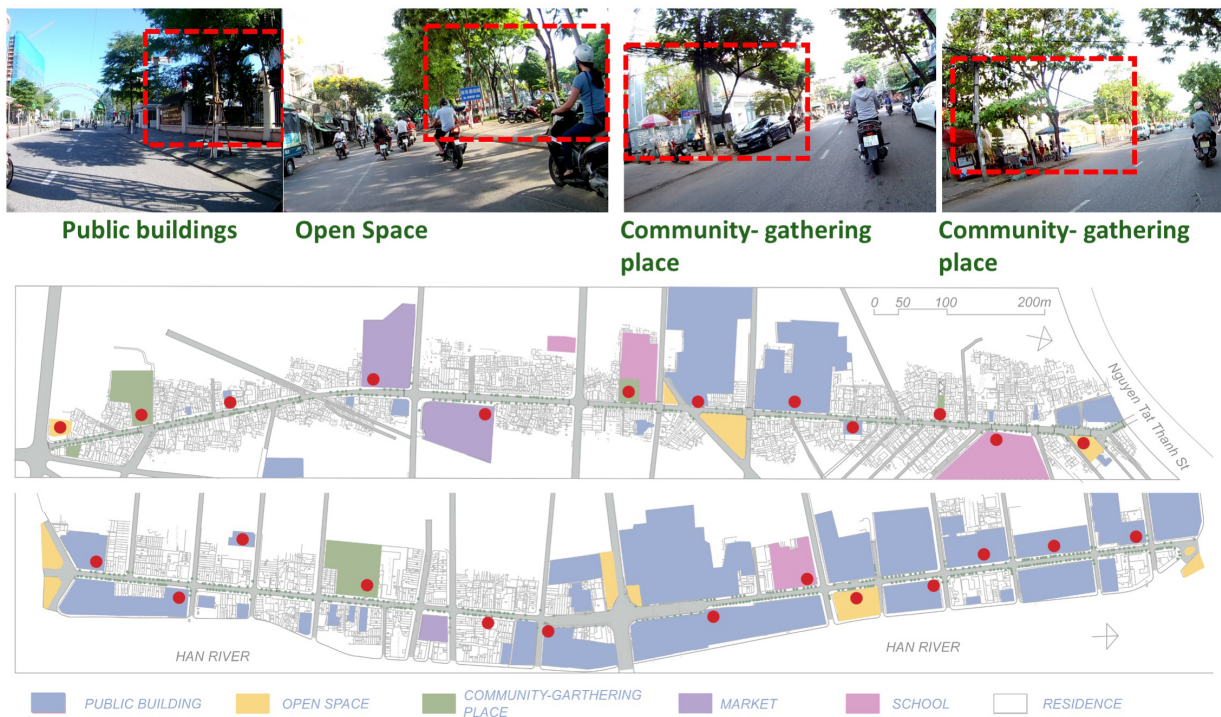 Public buildings
Open Space
Community- gathering
place
Community- gathering
place
0 50 100 200m
Nguyen Tat Thanh St
HAN RIVER
HAN RIVER
PUBLIC BUILDING
OPEN SPACE
COMMUNITY-GARTHERING
PLACE
MARKET
SCHOOL
RESIDENCE